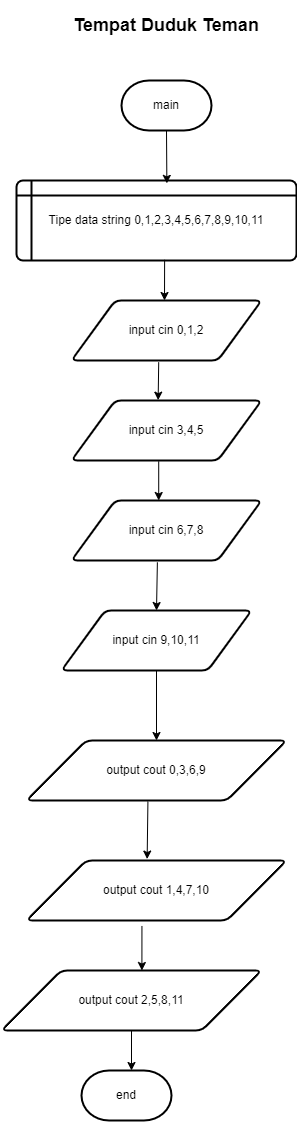 Tempat Duduk Teman
main
Tipe data string 0,1,2,3,4,5,6,7,8,9,10,11
input cin 0,1,2
input cin 3,4,5
input cin 6,7,8
input cin 9,10,11
output cout 0,3,6,9
output cout 1,4,7,10
output cout 2,5,8,11
end